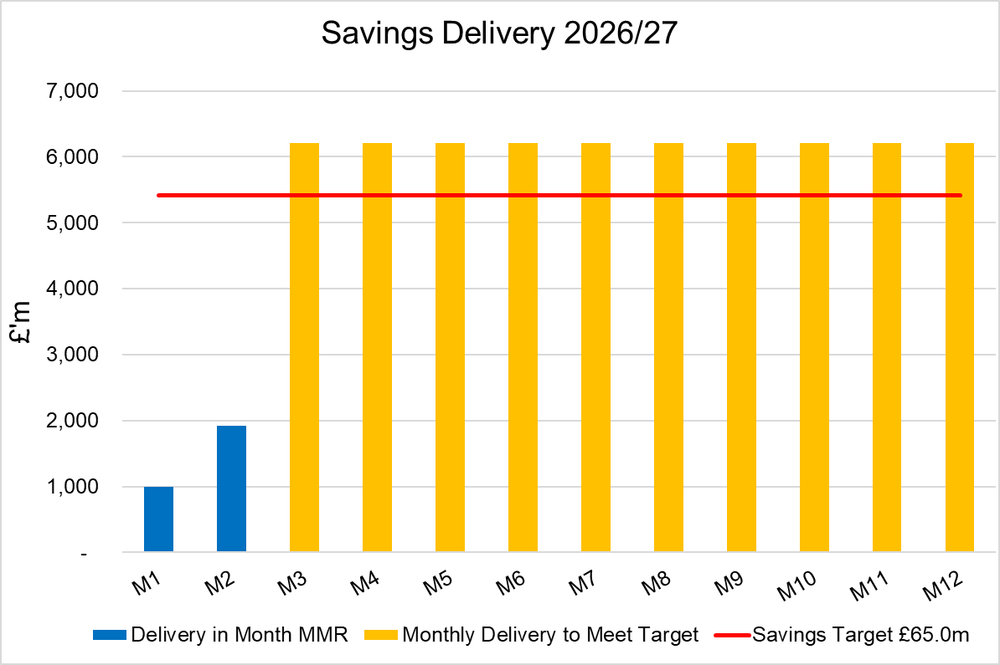 Savings Delivery 2026/27
7,000
6,000
5,000
4,000
3,000
2,000
1,000
-
£'m
M1 M2 M3 M4 M5 M6 M7 M8 M9 M10 M11 M12
Delivery in Month MMR Monthly Delivery to Meet Target Savings Target £65.0m